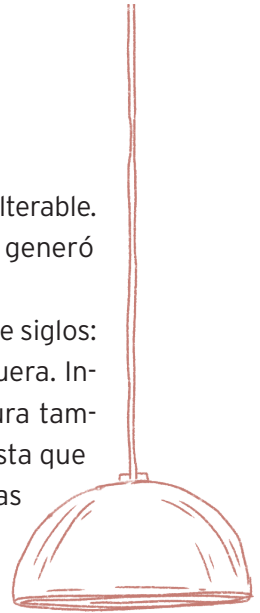 lterable.
generó
e siglos:
uera. In-
ura tam-
sta que
as